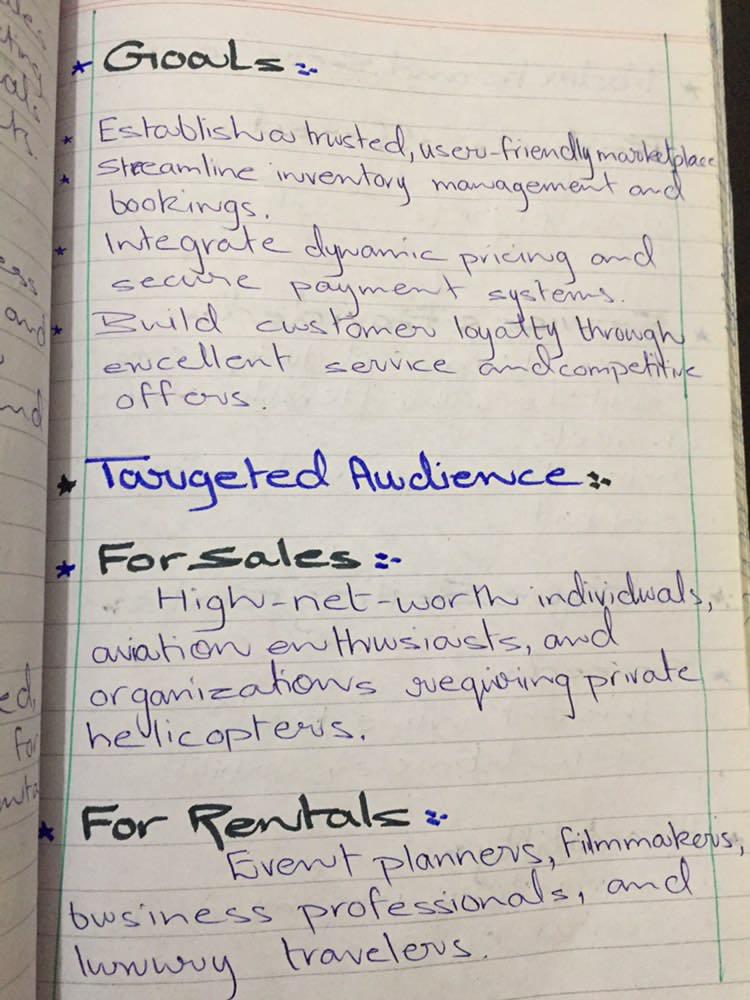 * Goals :-
* Establish a trusted, user-friendly marketplace
* Streamline inventory management and
bookings.
* Integrate dynamic pricing and
secure payment systems.
* Build customer loyalty through
excellent service and competitive
offers.
* Targeted Audience :-
* For sales :-
High-net-worth individuals,
aviation enthusiasts, and
organizations requiring private
helicopters.
* For Rentals :-
Event planners, filmmakers,
business professionals, and
luxury travelers.